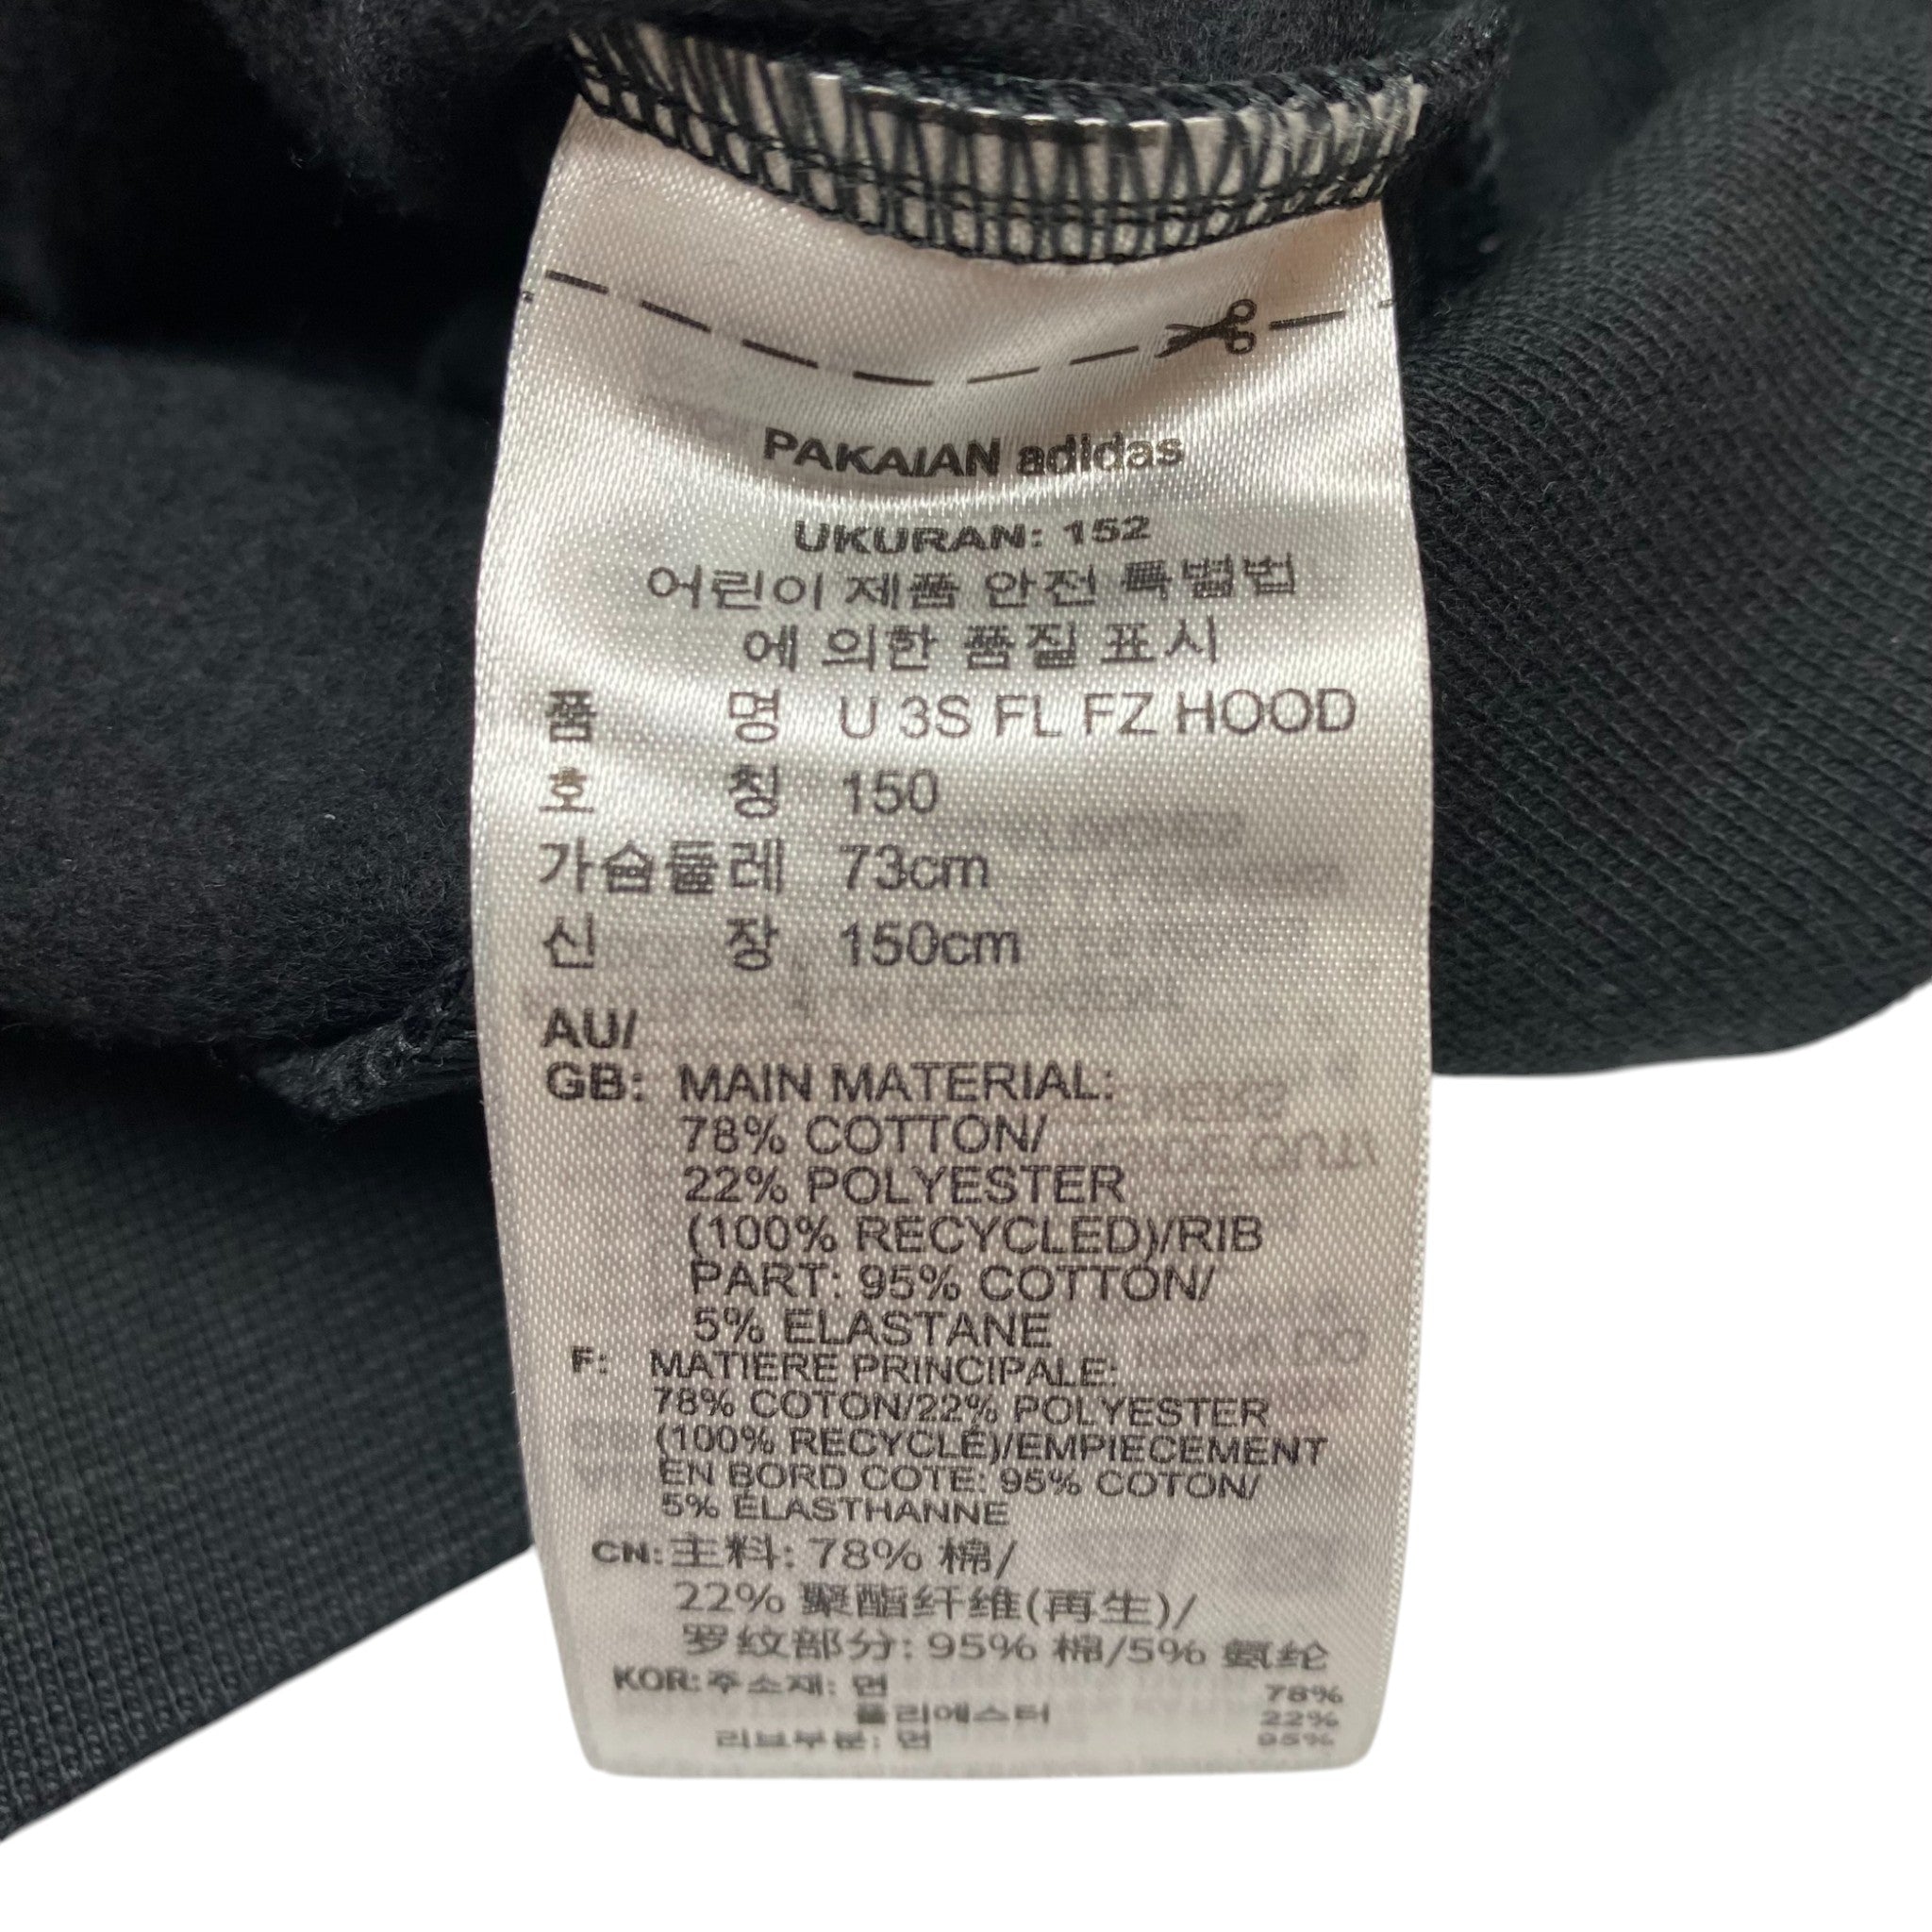 PAKAIAN adidas
UKURAN: 152
어린이 제품 안전 특별법
에 의한 품질 표시
품 명 U 3S FL FZ HOOD
호 칭 150
가슴둘레 73cm
신 장 150cm
AU/
GB: MAIN MATERIAL:
78% COTTON/
22% POLYESTER
(100% RECYCLED)/RIB
PART: 95% COTTON/
5% ELASTANE
F: MATIERE PRINCIPALE:
78% COTON/22% POLYESTER
(100% RECYCLÉ)/EMPIECEMENT
EN BORD COTE: 95% COTON/
5% ÉLASTHANNE
CN: 主料: 78% 棉/
22% 聚酯纤维(再生)/
罗纹部分: 95% 棉/5% 氨纶
KOR: 주소재: 면 78%
폴리에스터 22%
리브부분: 면 95%